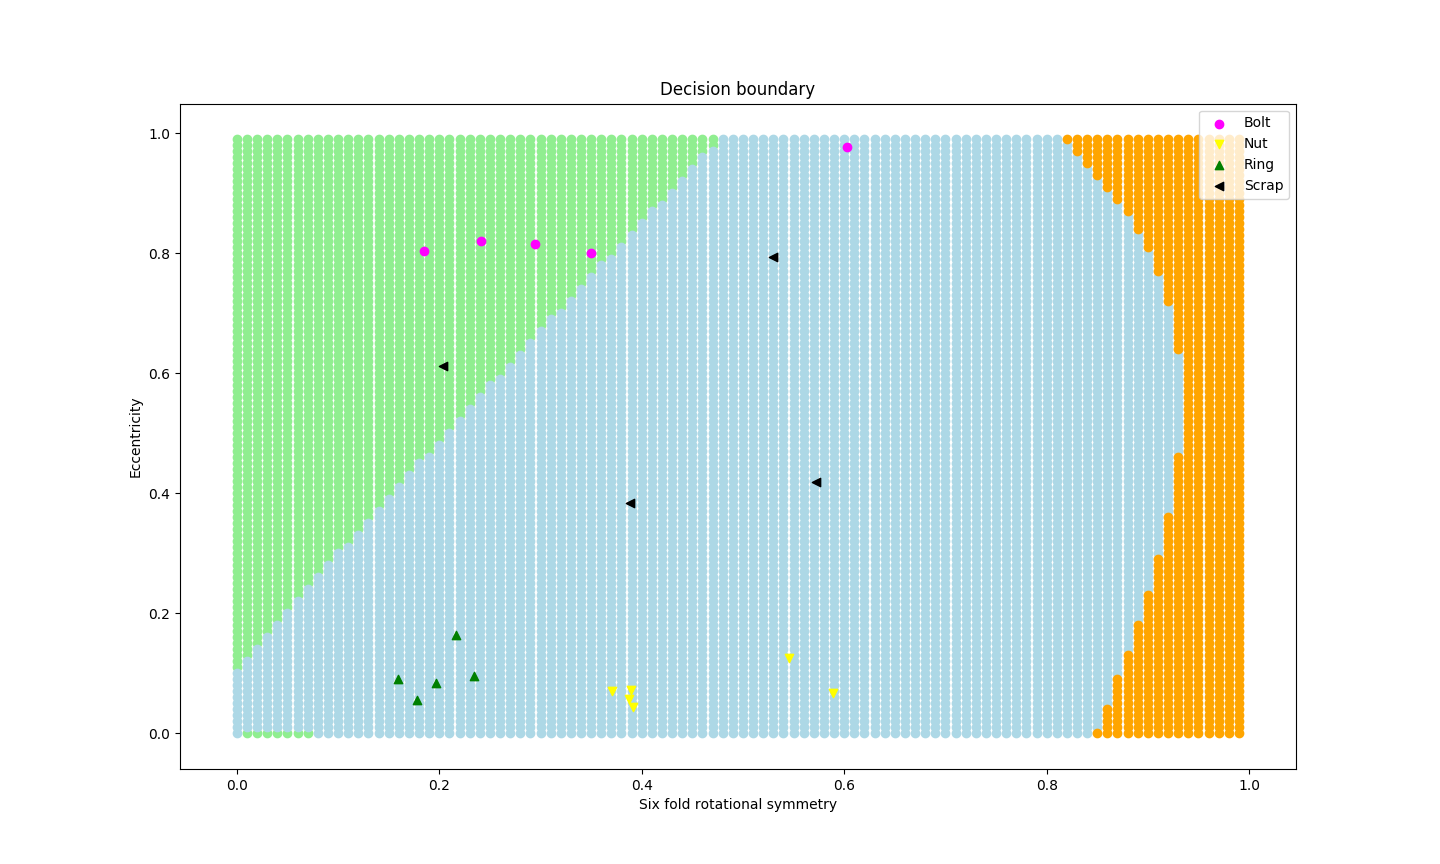 Decision boundary
Bolt
Nut
Ring
Scrap
1.0
0.8
0.6
0.4
0.2
0.0
Eccentricity
0.0 0.2 0.4 0.6 0.8 1.0
Six fold rotational symmetry